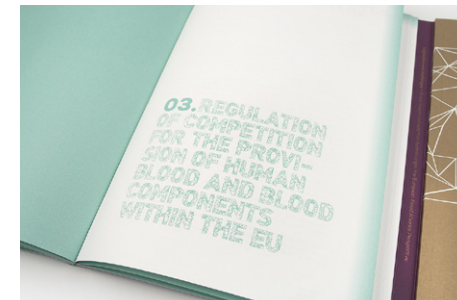 03. REGULATION
OF COMPETITION
FOR THE PROVI-
SION OF HUMAN
BLOOD AND BLOOD
COMPONENTS
WITHIN THE EU